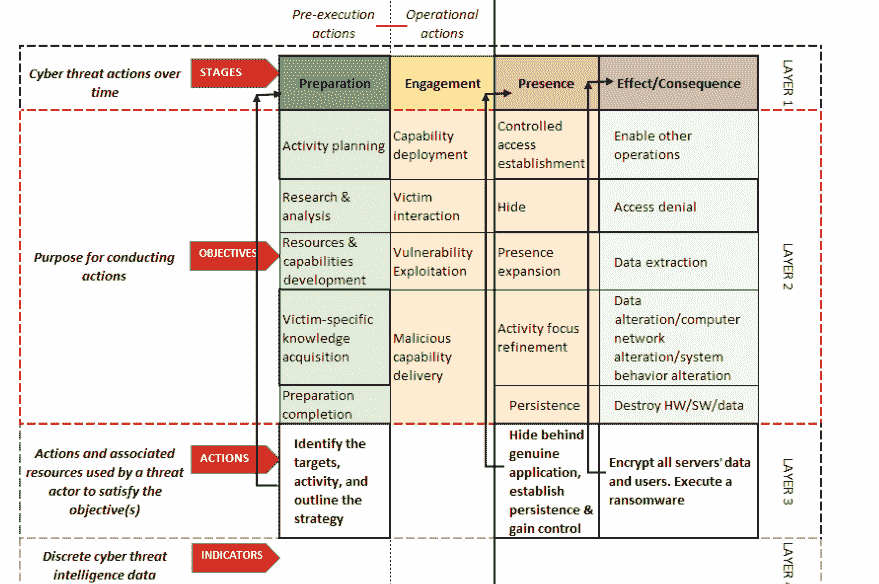 Pre-execution
actions
Operational
actions
Cyber threat actions over
time
STAGES
Preparation
Engagement
Presence
Effect/Consequence
LAYER 1
Purpose for conducting
actions
OBJECTIVES
Activity planning
Capability
deployment
Controlled
access
establishment
Enable other
operations
Research &
analysis
Victim
interaction
Hide
Access denial
Resources &
capabilities
development
Vulnerability
Exploitation
Presence
expansion
Data extraction
Victim-specific
knowledge
acquisition
Malicious
capability
delivery
Activity focus
refinement
Data
alteration/computer
network
alteration/system
behavior alteration
Preparation
completion
Persistence
Destroy HW/SW/data
LAYER 2
Actions and associated
resources used by a threat
actor to satisfy the
objective(s)
ACTIONS
Identify the
targets,
activity, and
outline the
strategy
Hide behind
genuine
application,
establish
persistence &
gain control
Encrypt all servers' data
and users. Execute a
ransomware
LAYER 3
Discrete cyber threat
intelligence data
INDICATORS
LAYER